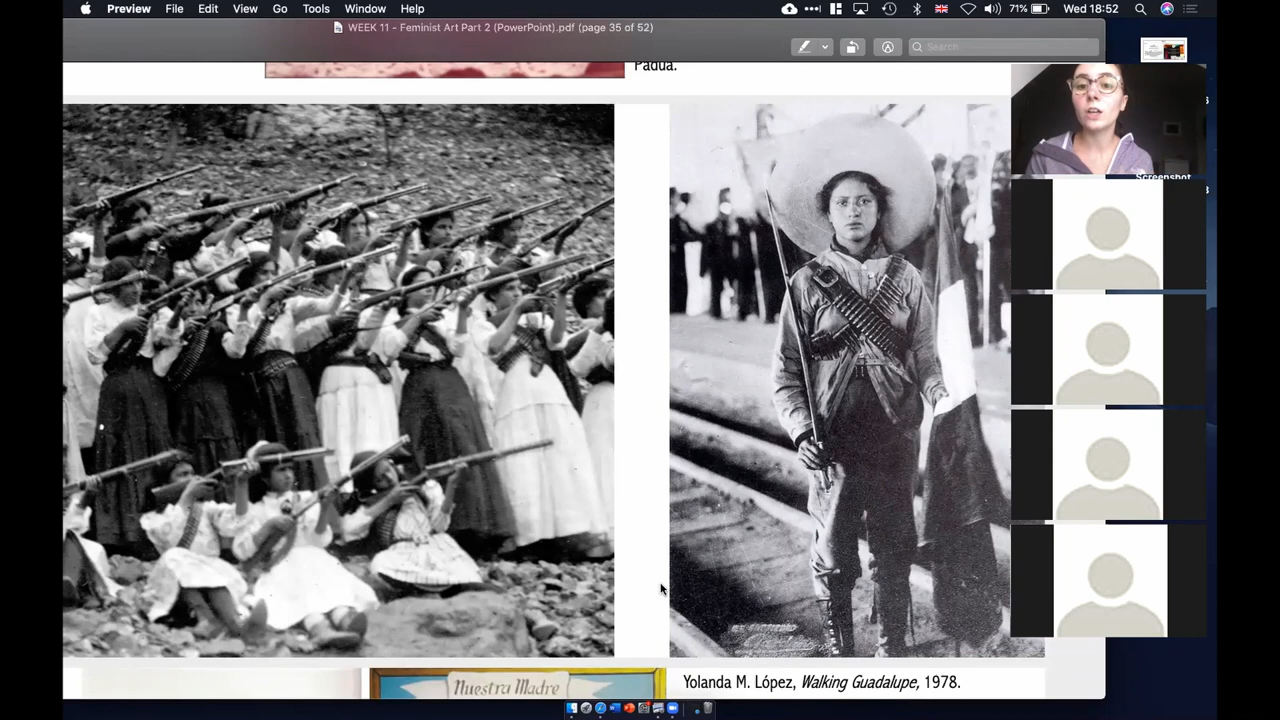 Preview File Edit View Go Tools Window Help 71% Wed 18:52
WEEK 11 - Feminist Art Part 2 (PowerPoint).pdf (page 35 of 52)
Search
Padua.
Screenshot
Nuestra Madre
Yolanda M. López, Walking Guadalupe, 1978.